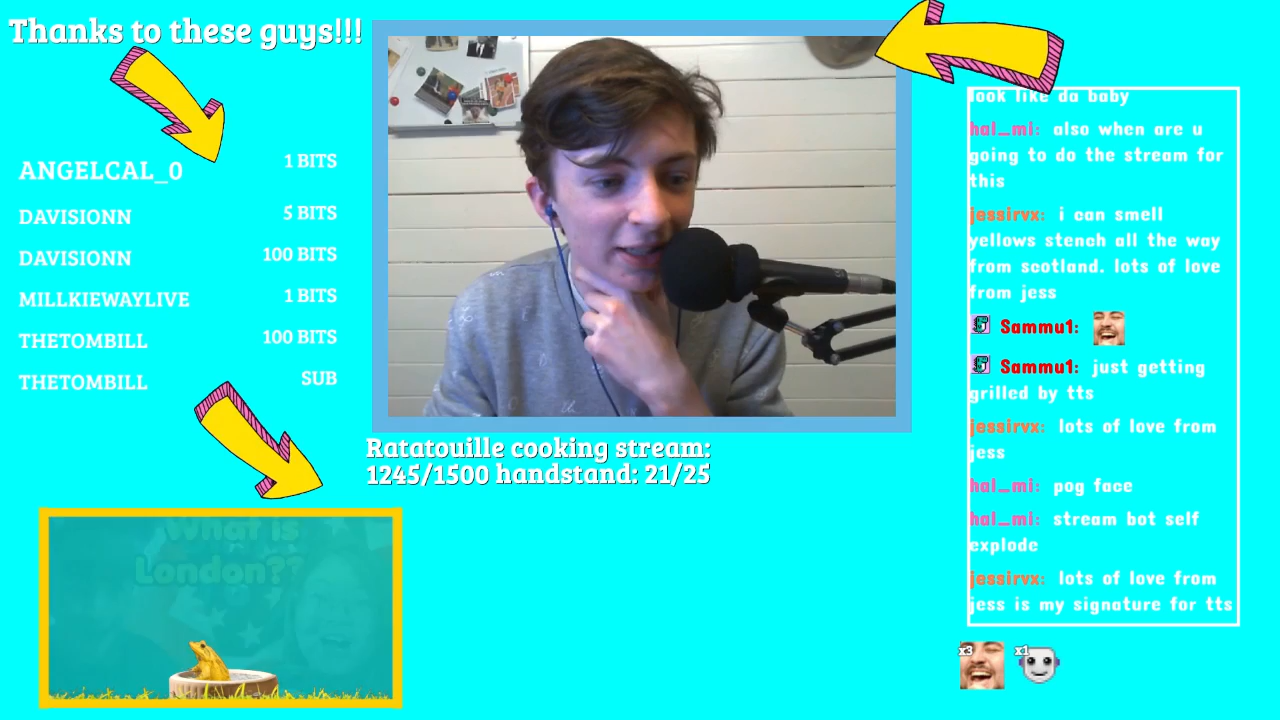 Thanks to these guys!!!
ANGELCAL_0 1 BITS
DAVISIONN 5 BITS
DAVISIONN 100 BITS
MILLKIEWAYLIVE 1 BITS
THETOMBILL 100 BITS
THETOMBILL SUB
Ratatouille cooking stream:
1245/1500 handstand: 21/25
What is
London??
look like da baby
hal_mi: also when are u
going to do the stream for
this
jessirvx: i can smell
yellows stench all the way
from scotland. lots of love
from jess
Sammu1:
Sammu1: just getting
grilled by tts
jessirvx: lots of love from
jess
hal_mi: pog face
hal_mi: stream bot self
explode
jessirvx: lots of love from
jess is my signature for tts
x3 x1